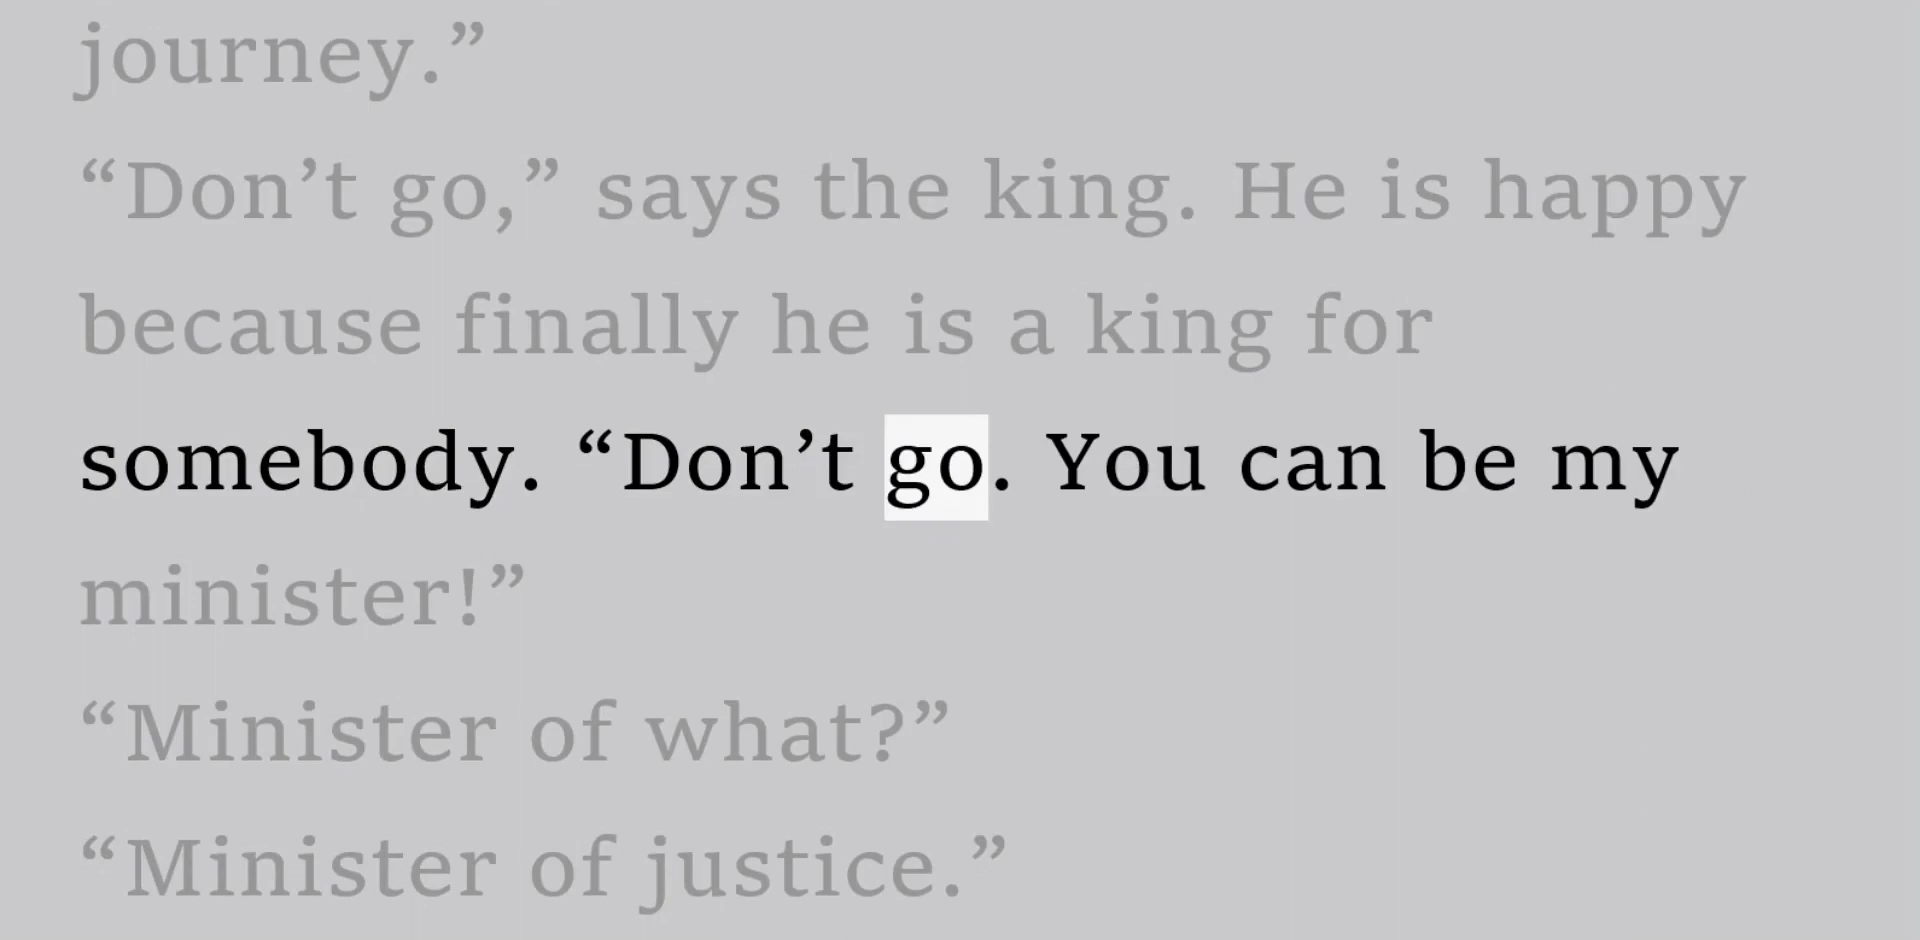 journey.”
“Don’t go,” says the king. He is happy
because finally he is a king for
somebody. “Don’t go. You can be my
minister!”
“Minister of what?”
“Minister of justice.”